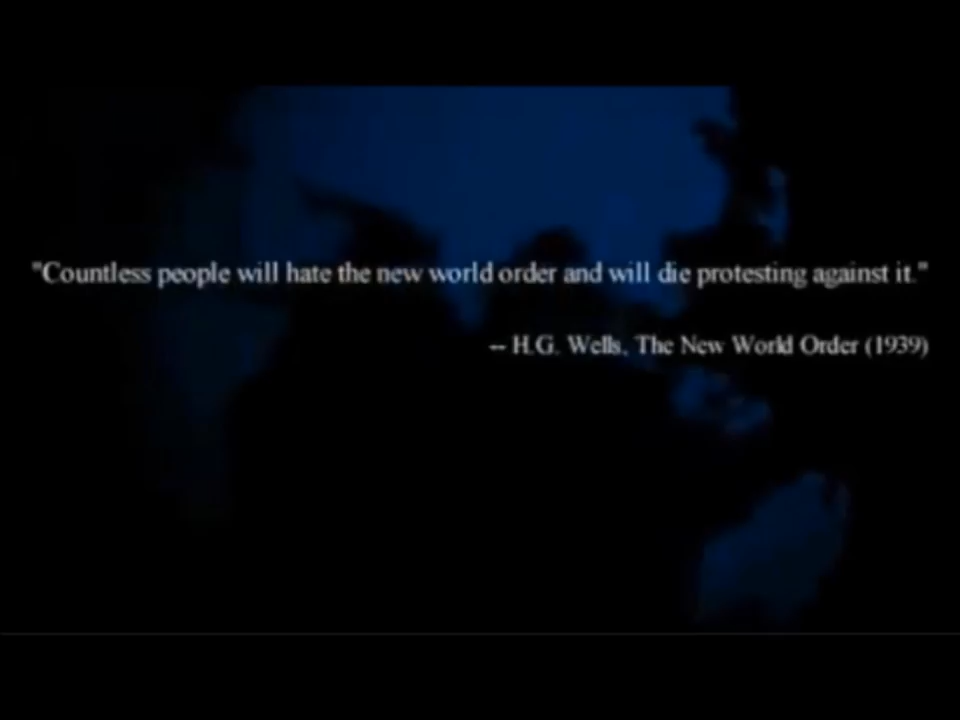 "Countless people will hate the new world order and will die protesting against it."
-- H.G. Wells, The New World Order (1939)